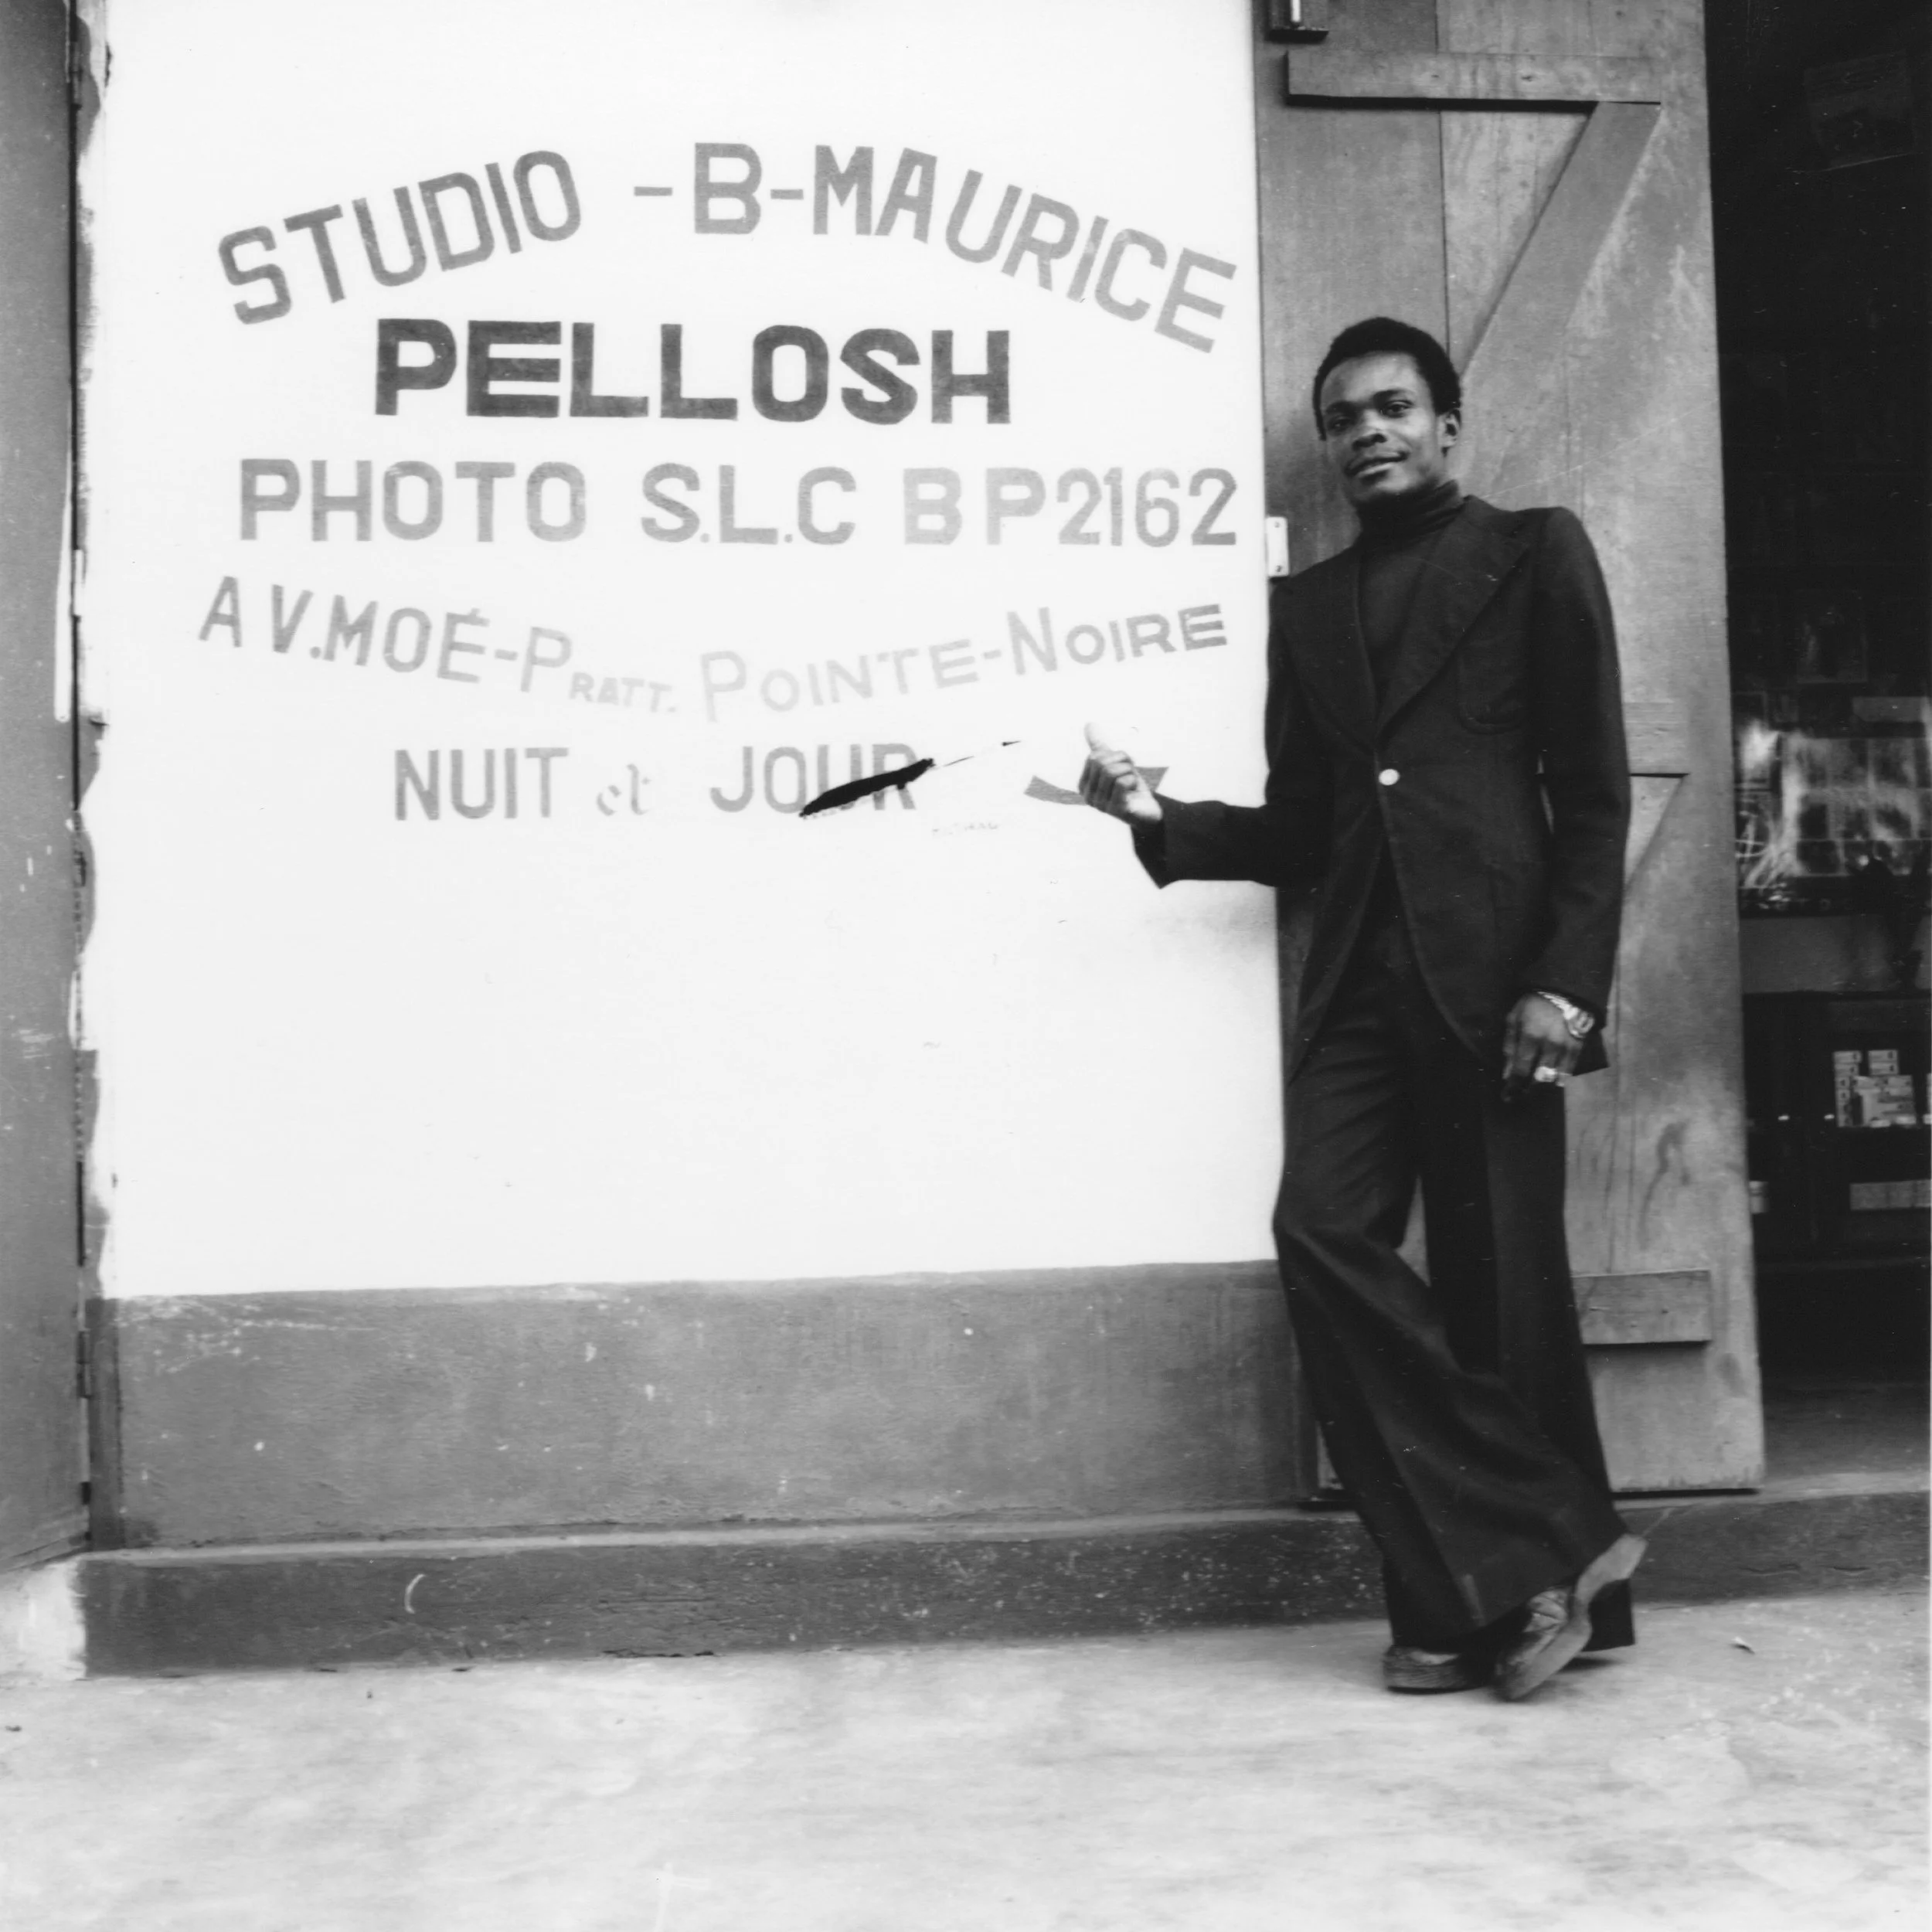 STUDIO -B-MAURICE
PELLOSH
PHOTO S.L.C BP2162
AV.MOÉ-PRATT. POINTE-NOIRE
NUIT et JOUR